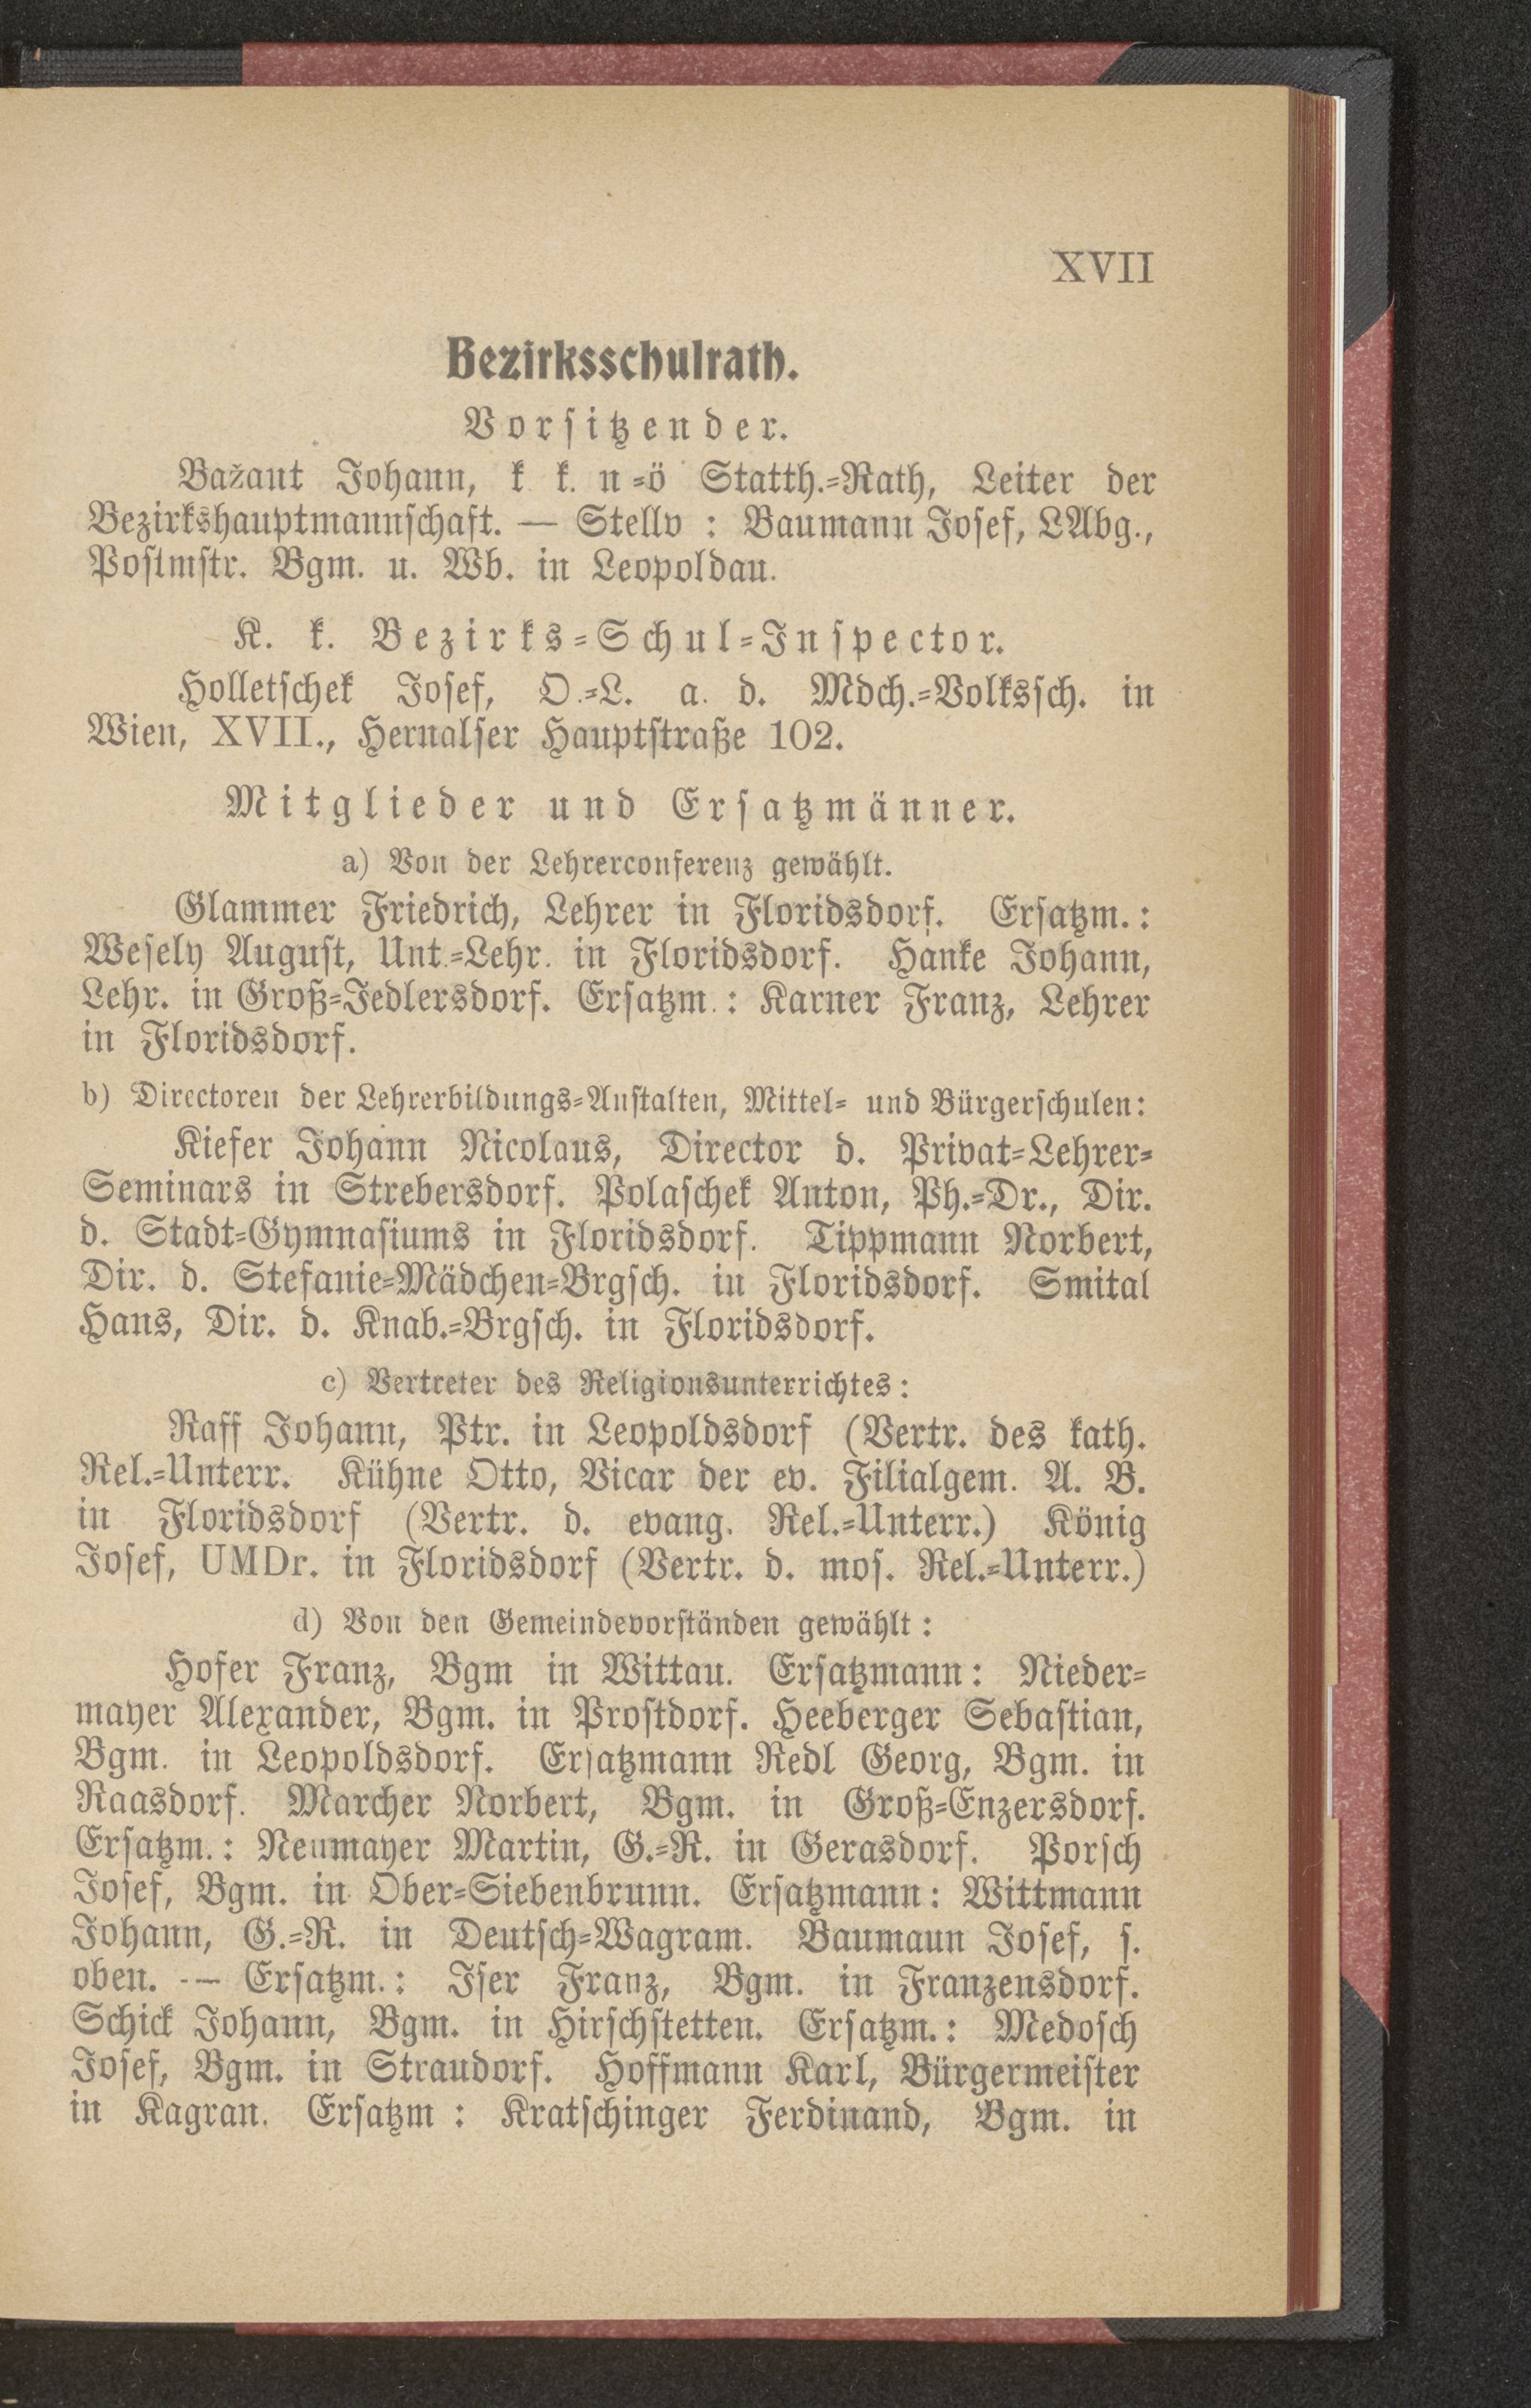 XVII
Bezirksschulrath.
Vorsitzender.
Bažant Johann, k k. n =ö Statth.=Rath, Leiter der
Bezirkshauptmannschaft. — Stellv : Baumann Josef, LAbg.,
Postmstr. Bgm. u. Wb. in Leopoldau.
K. k. Bezirks=Schul=Inspector.
Holletschek Josef, O.=L. a. d. Mdch.=Volkssch. in
Wien, XVII., Hernalser Hauptstraße 102.
Mitglieder und Ersatzmänner.
a) Von der Lehrerconferenz gewählt.
Glammer Friedrich, Lehrer in Floridsdorf. Ersatzm.:
Wesely August, Unt.=Lehr. in Floridsdorf. Hanke Johann,
Lehr. in Groß=Jedlersdorf. Ersatzm.: Karner Franz, Lehrer
in Floridsdorf.
b) Directoren der Lehrerbildungs=Anstalten, Mittel= und Bürgerschulen:
Kiefer Johann Nicolaus, Director d. Privat=Lehrer=
Seminars in Strebersdorf. Polaschek Anton, Ph.=Dr., Dir.
d. Stadt=Gymnasiums in Floridsdorf. Tippmann Norbert,
Dir. d. Stefanie=Mädchen=Brgsch. in Floridsdorf. Smital
Hans, Dir. d. Knab.=Brgsch. in Floridsdorf.
c) Vertreter des Religionsunterrichtes:
Raff Johann, Ptr. in Leopoldsdorf (Vertr. des kath.
Rel.=Unterr. Kühne Otto, Vicar der ev. Filialgem. A. B.
in Floridsdorf (Vertr. d. evang. Rel.=Unterr.) König
Josef, UMDr. in Floridsdorf (Vertr. d. mos. Rel.=Unterr.)
d) Von den Gemeindevorständen gewählt:
Hofer Franz, Bgm in Wittau. Ersatzmann: Nieder=
mayer Alexander, Bgm. in Prostdorf. Heeberger Sebastian,
Bgm. in Leopoldsdorf. Ersatzmann Redl Georg, Bgm. in
Raasdorf. Marcher Norbert, Bgm. in Groß=Enzersdorf.
Ersatzm.: Neumayer Martin, G.=R. in Gerasdorf. Porsch
Josef, Bgm. in Ober=Siebenbrunn. Ersatzmann: Wittmann
Johann, G.=R. in Deutsch=Wagram. Baumann Josef, s.
oben. -— Ersatzm.: Iser Franz, Bgm. in Franzensdorf.
Schick Johann, Bgm. in Hirschstetten. Ersatzm.: Medosch
Josef, Bgm. in Straudorf. Hoffmann Karl, Bürgermeister
in Kagran. Ersatzm : Kratschinger Ferdinand, Bgm. in